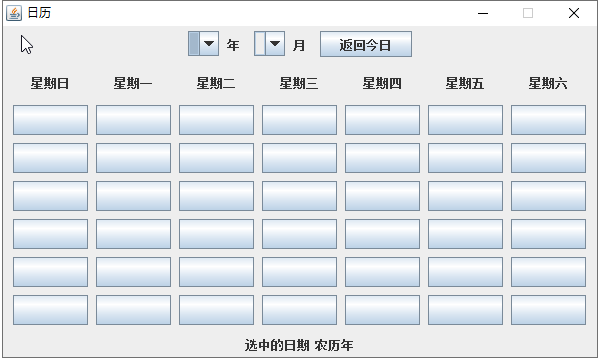 日历
年 月 返回今日
星期日 星期一 星期二 星期三 星期四 星期五 星期六
选中的日期 农历年